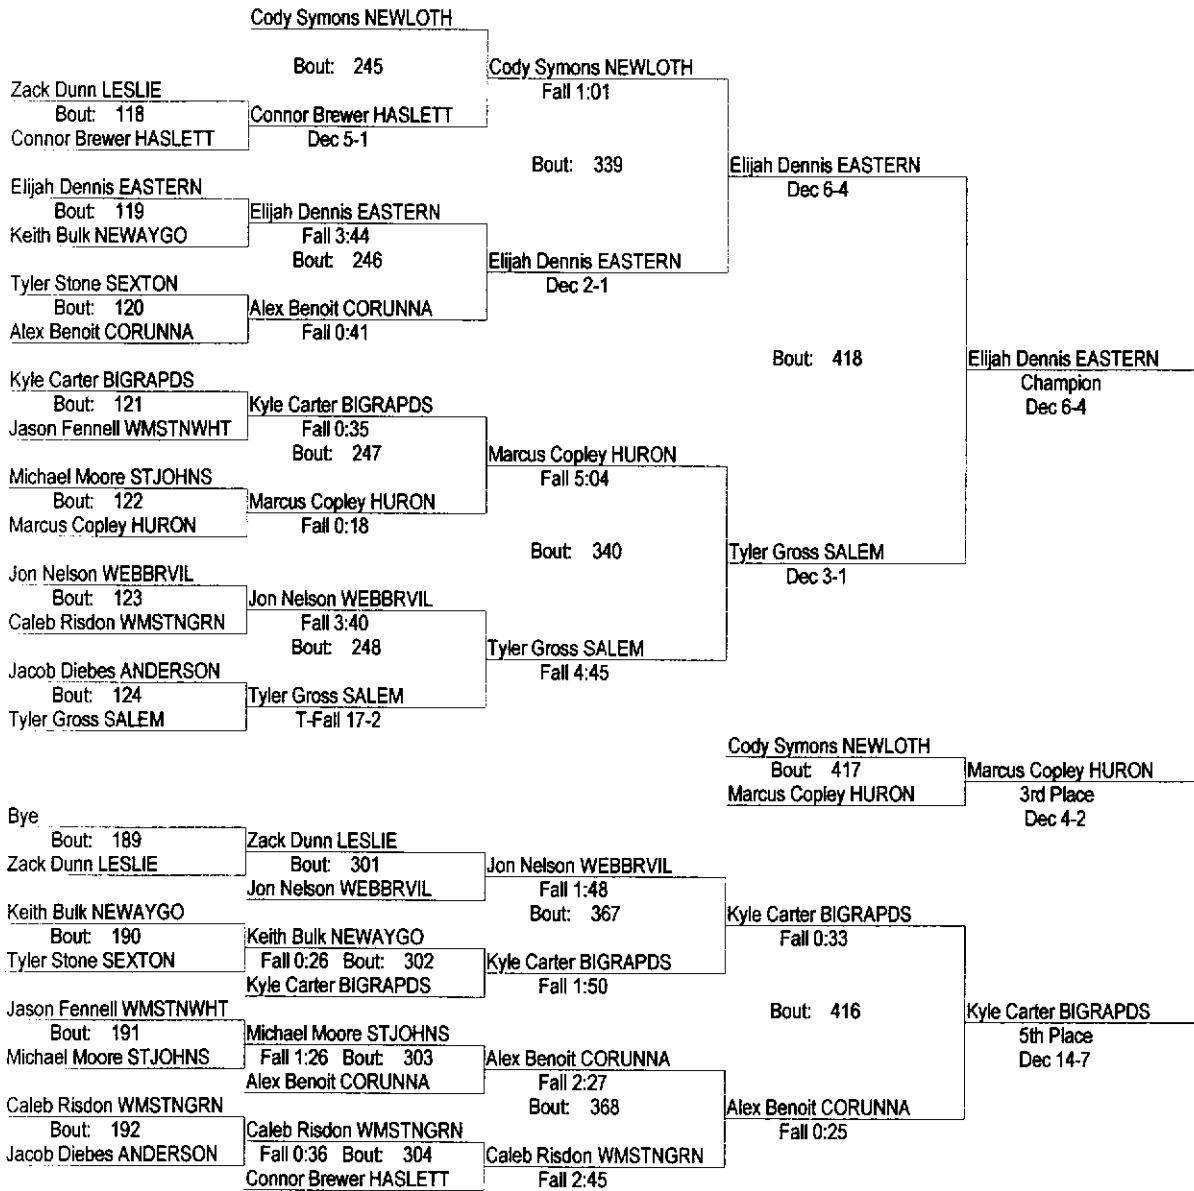 Cody Symons NEWLOTH
Bout: 245
Cody Symons NEWLOTH
Fall 1:01
Zack Dunn LESLIE
Bout: 118
Connor Brewer HASLETT
Connor Brewer HASLETT
Dec 5-1
Bout: 339
Elijah Dennis EASTERN
Dec 6-4
Elijah Dennis EASTERN
Bout: 119
Keith Bulk NEWAYGO
Elijah Dennis EASTERN
Fall 3:44
Bout: 246
Elijah Dennis EASTERN
Dec 2-1
Tyler Stone SEXTON
Bout: 120
Alex Benoit CORUNNA
Alex Benoit CORUNNA
Fall 0:41
Bout: 418
Elijah Dennis EASTERN
Champion
Dec 6-4
Kyle Carter BIGRAPDS
Bout: 121
Jason Fennell WMSTNWHT
Kyle Carter BIGRAPDS
Fall 0:35
Bout: 247
Marcus Copley HURON
Fall 5:04
Michael Moore STJOHNS
Bout: 122
Marcus Copley HURON
Marcus Copley HURON
Fall 0:18
Bout: 340
Tyler Gross SALEM
Dec 3-1
Jon Nelson WEBBRVIL
Bout: 123
Caleb Risdon WMSTNGRN
Jon Nelson WEBBRVIL
Fall 3:40
Bout: 248
Tyler Gross SALEM
Fall 4:45
Jacob Diebes ANDERSON
Bout: 124
Tyler Gross SALEM
Tyler Gross SALEM
T-Fall 17-2
Cody Symons NEWLOTH
Bout: 417
Marcus Copley HURON
Marcus Copley HURON
3rd Place
Dec 4-2
Bye
Bout: 189
Zack Dunn LESLIE
Zack Dunn LESLIE
Bout: 301
Jon Nelson WEBBRVIL
Jon Nelson WEBBRVIL
Fall 1:48
Bout: 367
Kyle Carter BIGRAPDS
Fall 0:33
Keith Bulk NEWAYGO
Bout: 190
Tyler Stone SEXTON
Keith Bulk NEWAYGO
Fall 0:26 Bout: 302
Kyle Carter BIGRAPDS
Kyle Carter BIGRAPDS
Fall 1:50
Bout: 416
Kyle Carter BIGRAPDS
5th Place
Dec 14-7
Jason Fennell WMSTNWHT
Bout: 191
Michael Moore STJOHNS
Michael Moore STJOHNS
Fall 1:26 Bout: 303
Alex Benoit CORUNNA
Alex Benoit CORUNNA
Fall 2:27
Bout: 368
Alex Benoit CORUNNA
Fall 0:25
Caleb Risdon WMSTNGRN
Bout: 192
Jacob Diebes ANDERSON
Caleb Risdon WMSTNGRN
Fall 0:36 Bout: 304
Connor Brewer HASLETT
Caleb Risdon WMSTNGRN
Fall 2:45